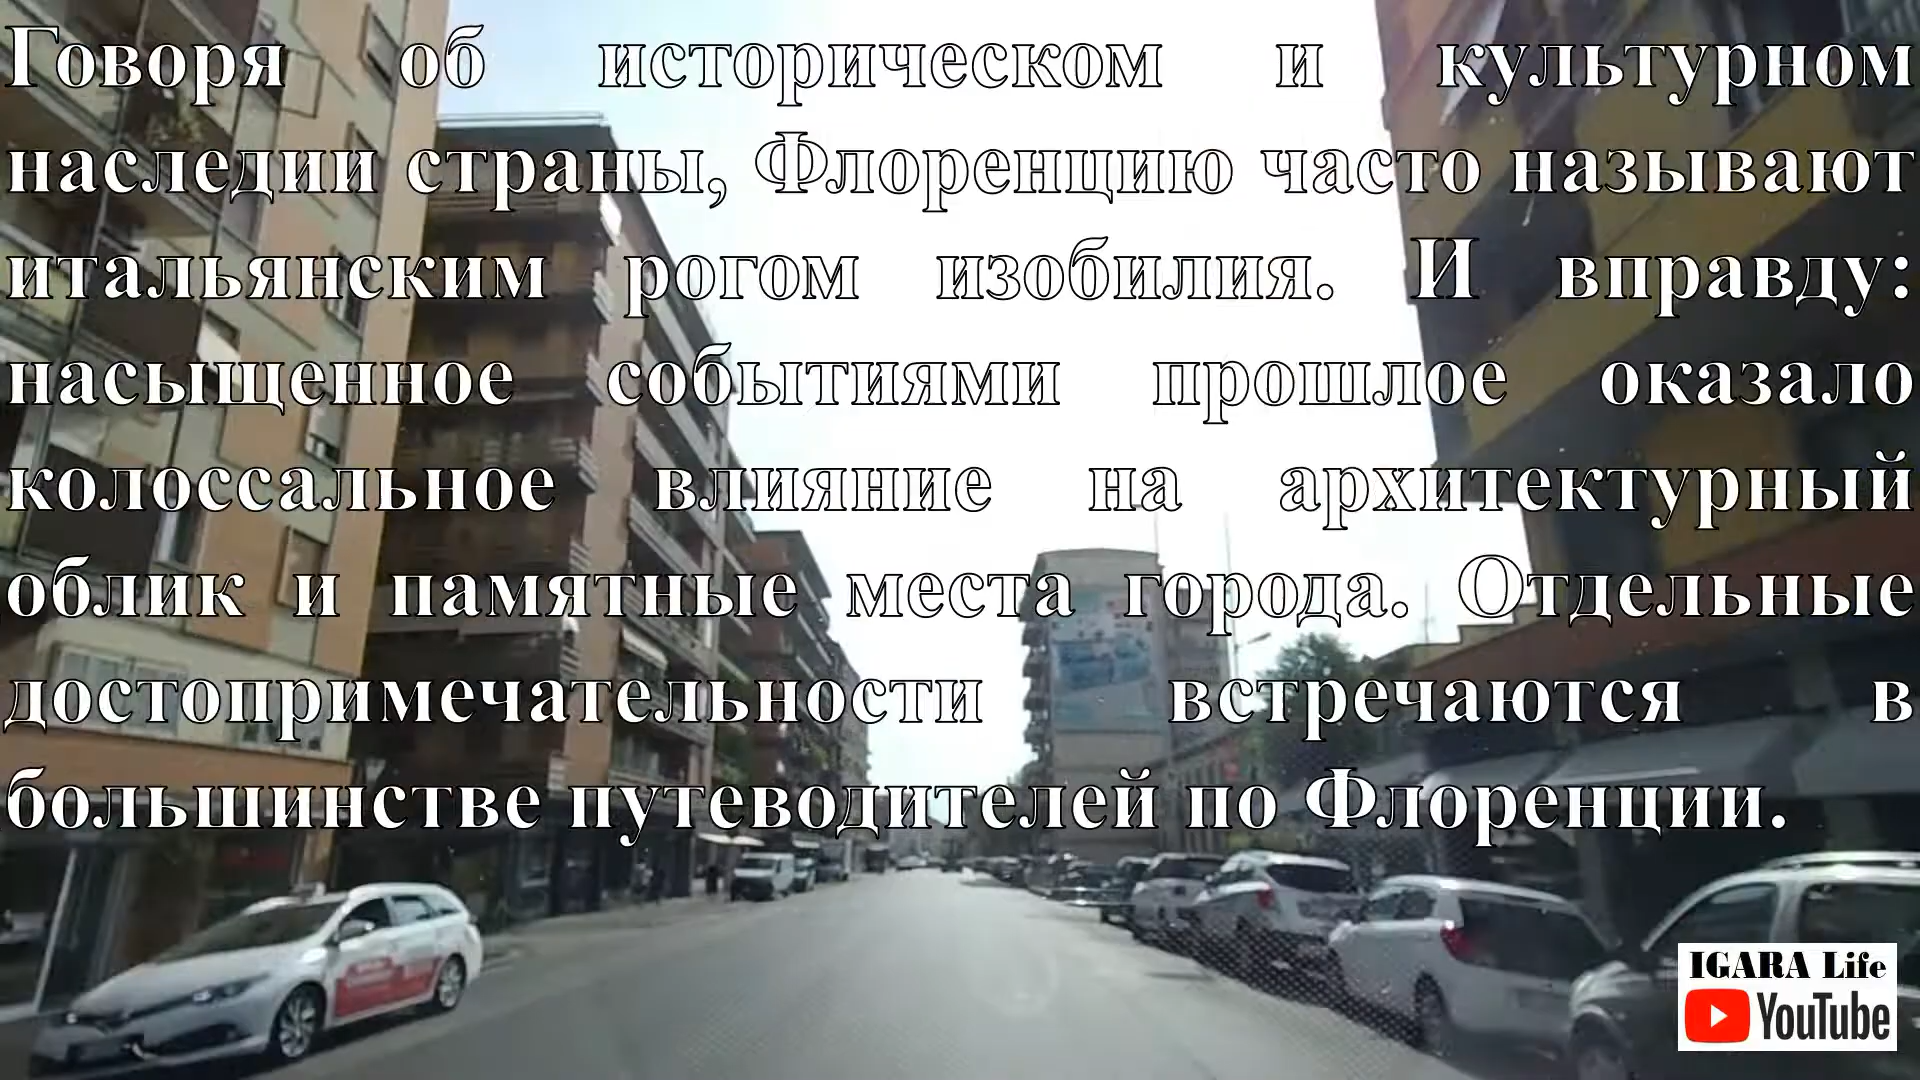 Говоря об историческом и культурном
наследии страны, Флоренцию часто называют
итальянским рогом изобилия. И вправду:
насыщенное событиями прошлое оказало
колоссальное влияние на архитектурный
облик и памятные места города. Отдельные
достопримечательности встречаются в
большинстве путеводителей по Флоренции.
IGARA Life
YouTube